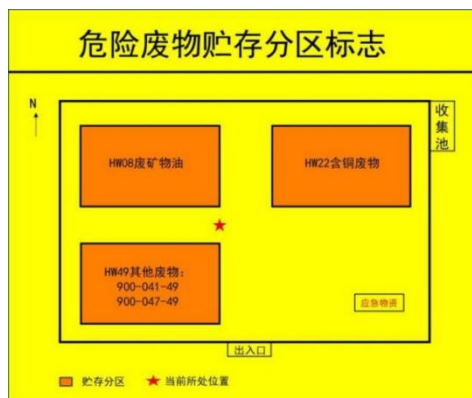 危险废物贮存分区标志
N
收集池
HW08废矿物油
HW22含铜废物
HW49其他废物:
900-041-49
900-047-49
应急物资
出入口
贮存分区
当前所处位置